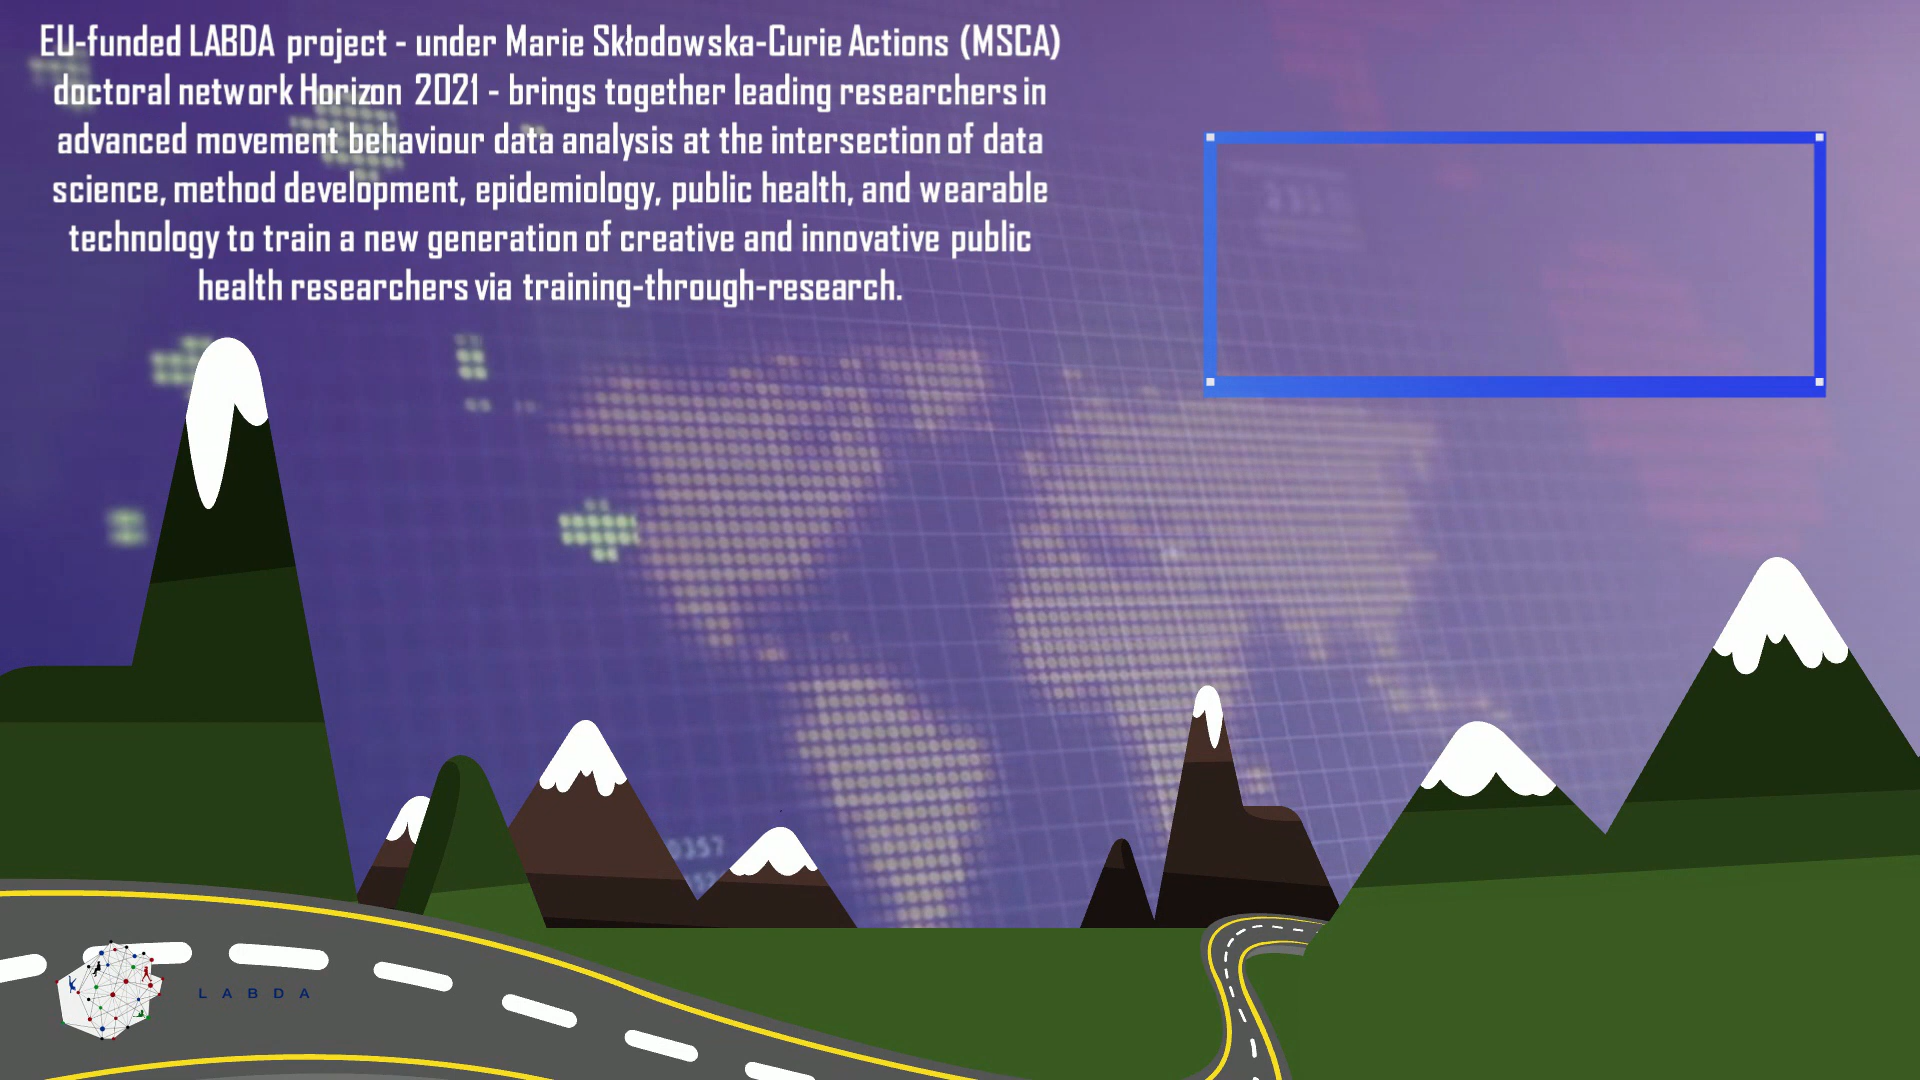 EU-funded LABDA project - under Marie Skłodowska-Curie Actions (MSCA)
doctoral network Horizon 2021 - brings together leading researchers in
advanced movement behaviour data analysis at the intersection of data
science, method development, epidemiology, public health, and wearable
technology to train a new generation of creative and innovative public
health researchers via training-through-research.
0357
LABDA